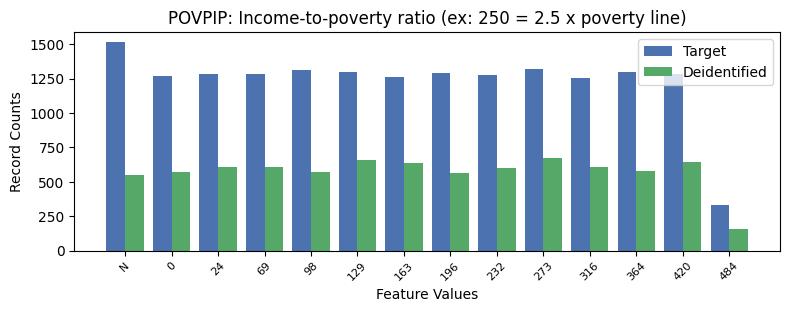 POVPIP: Income-to-poverty ratio (ex: 250 = 2.5 x poverty line)
Target
Deidentified
Record Counts
1500
1250
1000
750
500
250
0
N 0 24 69 98 129 163 196 232 273 316 364 420 484
Feature Values